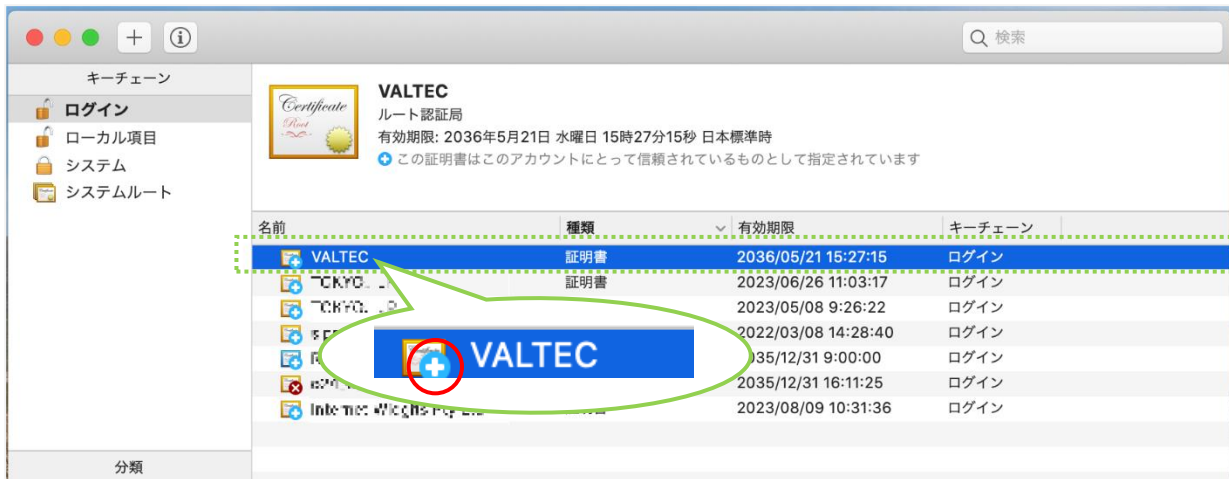 検索
キーチェーン
ログイン
ローカル項目
システム
システムルート
分類
Certificate
Root
VALTEC
ルート認証局
有効期限: 2036年5月21日 水曜日 15時27分15秒 日本標準時
この証明書はこのアカウントにとって信頼されているものとして指定されています
名前 種類 有効期限 キーチェーン
VALTEC 証明書 2036/05/21 15:27:15 ログイン
証明書 2023/06/26 11:03:17 ログイン
2023/05/08 9:26:22 ログイン
2022/03/08 14:28:40 ログイン
9:00:00 ログイン
2035/12/31 16:11:25 ログイン
2023/08/09 10:31:36 ログイン
VALTEC